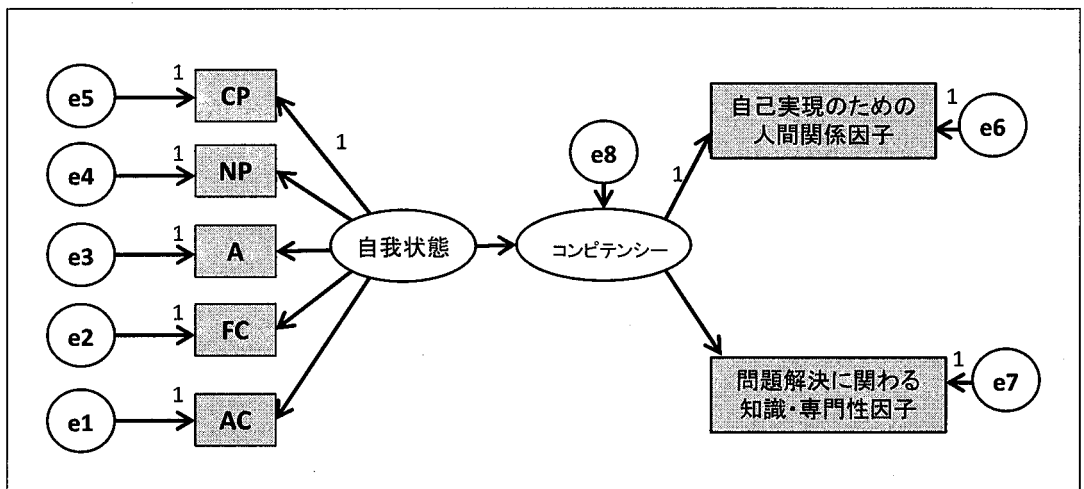 e5
1
CP
1
e4
1
NP
e3
1
A
e2
1
FC
e1
1
AC
自我状態
e8
コンピテンシー
1
自己実現のための
人間関係因子
1
e6
問題解決に関わる
知識・専門性因子
1
e7